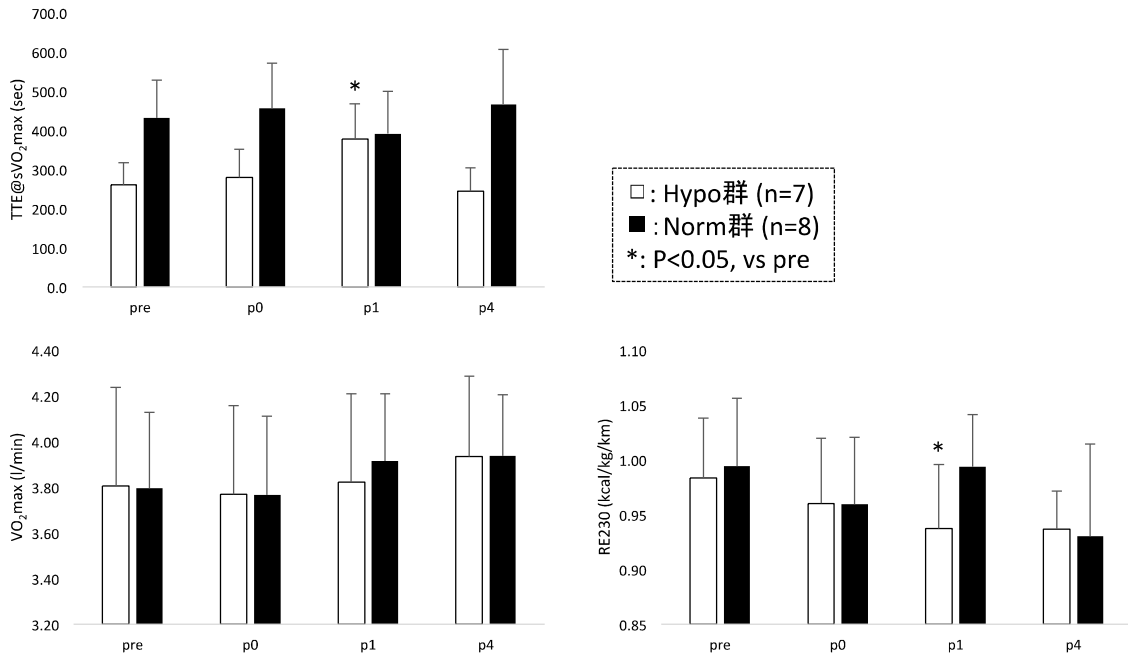 700.0
600.0
500.0
400.0
300.0
200.0
100.0
0.0
TTE@sVO₂max (sec)
*
pre p0 p1 p4
□: Hypo群 (n=7)
■: Norm群 (n=8)
*: P<0.05, vs pre
4.40
4.20
4.00
3.80
3.60
3.40
3.20
VO₂max (l/min)
pre p0 p1 p4
1.10
1.05
1.00
0.95
0.90
0.85
RE230 (kcal/kg/km)
*
pre p0 p1 p4